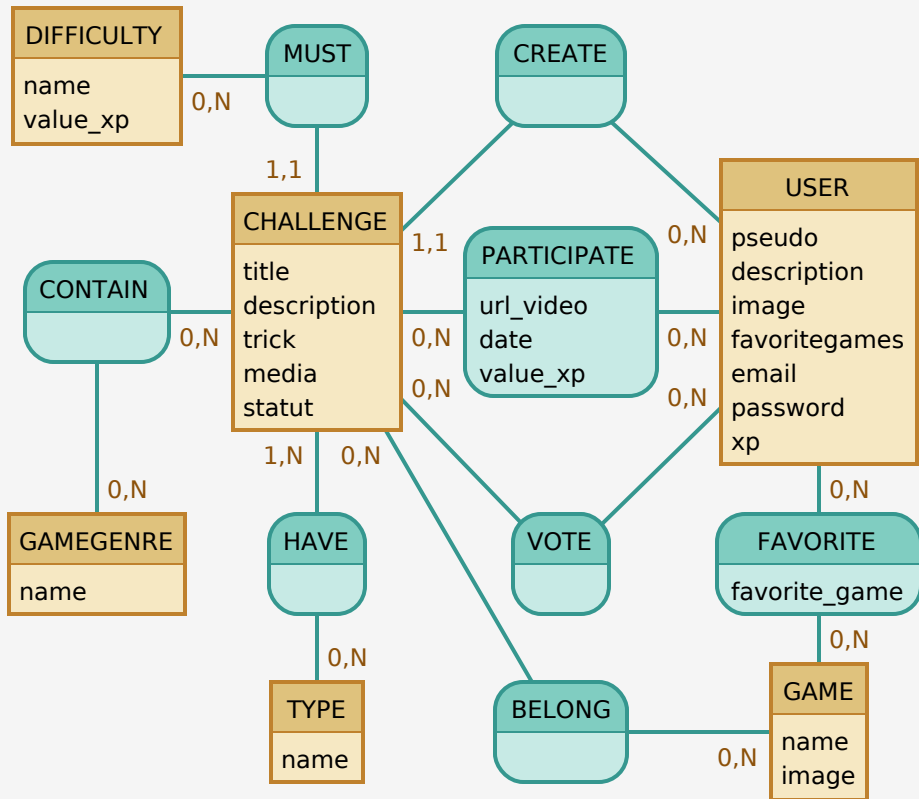 DIFFICULTY
name
value_xp
0,N
MUST
1,1
CREATE
1,1
0,N
USER
pseudo
description
image
favoritegames
email
password
xp
CHALLENGE
title
description
trick
media
statut
PARTICIPATE
url_video
date
value_xp
0,N
0,N
CONTAIN
0,N
0,N
0,N
0,N
1,N
0,N
0,N
GAMEGENRE
name
HAVE
VOTE
FAVORITE
favorite_game
0,N
0,N
TYPE
name
BELONG
0,N
GAME
name
image